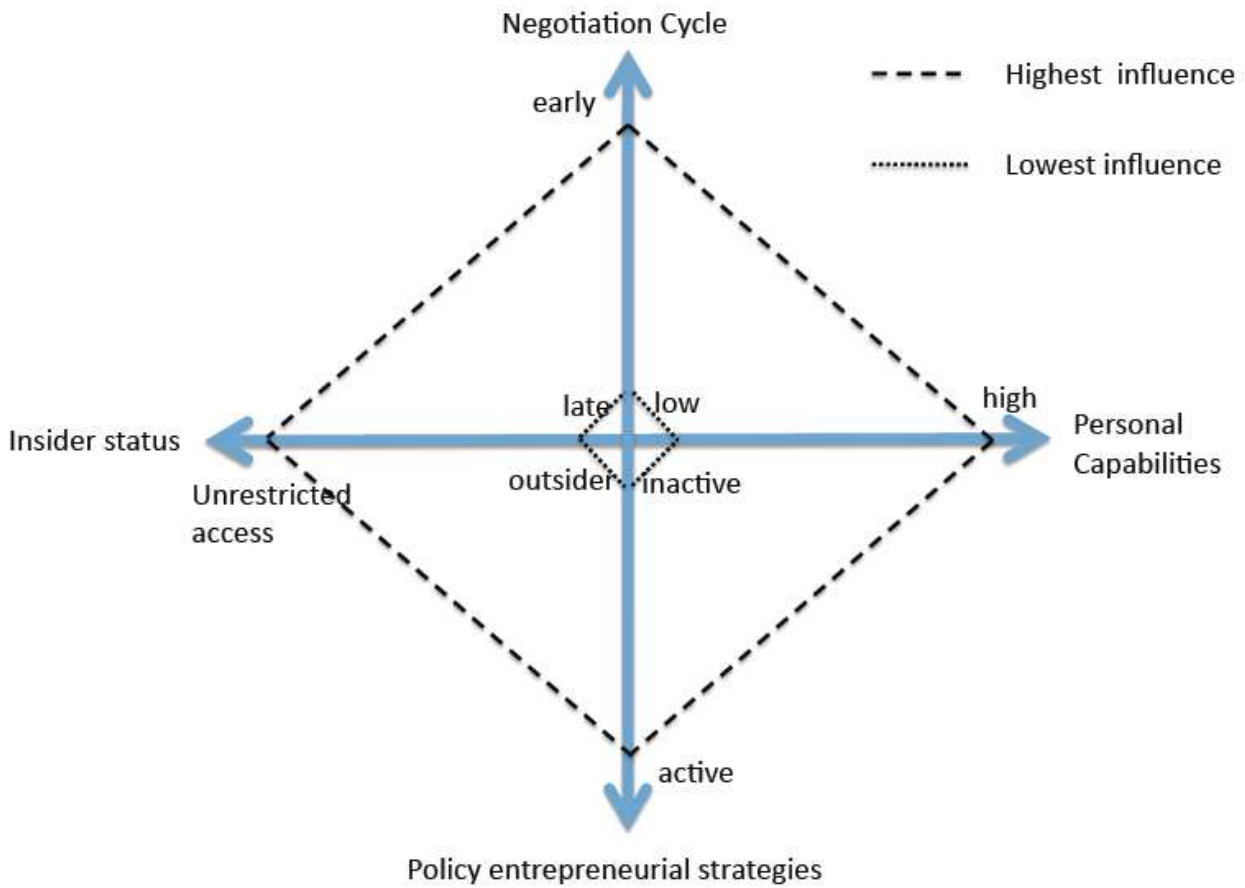 Negotiation Cycle
early
Highest influence
Lowest influence
late
low
high
Insider status
Personal
Capabilities
Unrestricted
access
outsider
inactive
active
Policy entrepreneurial strategies